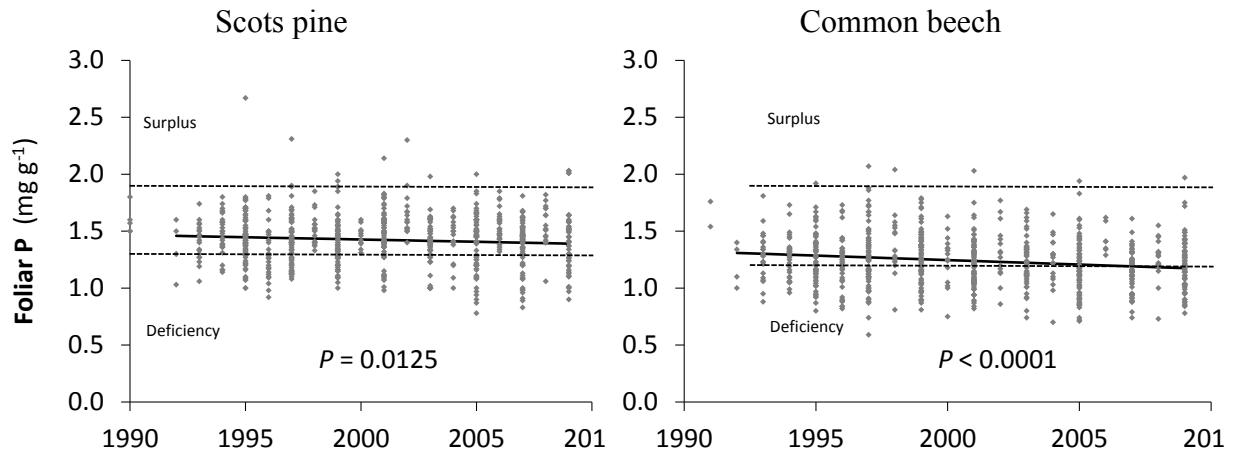 Scots pine
Foliar P (mg g⁻¹)
3.0
2.5
2.0
1.5
1.0
0.5
0.0
Surplus
Deficiency
P = 0.0125
1990 1995 2000 2005 201
Common beech
3.0
2.5
2.0
1.5
1.0
0.5
0.0
Surplus
Deficiency
P < 0.0001
1990 1995 2000 2005 201